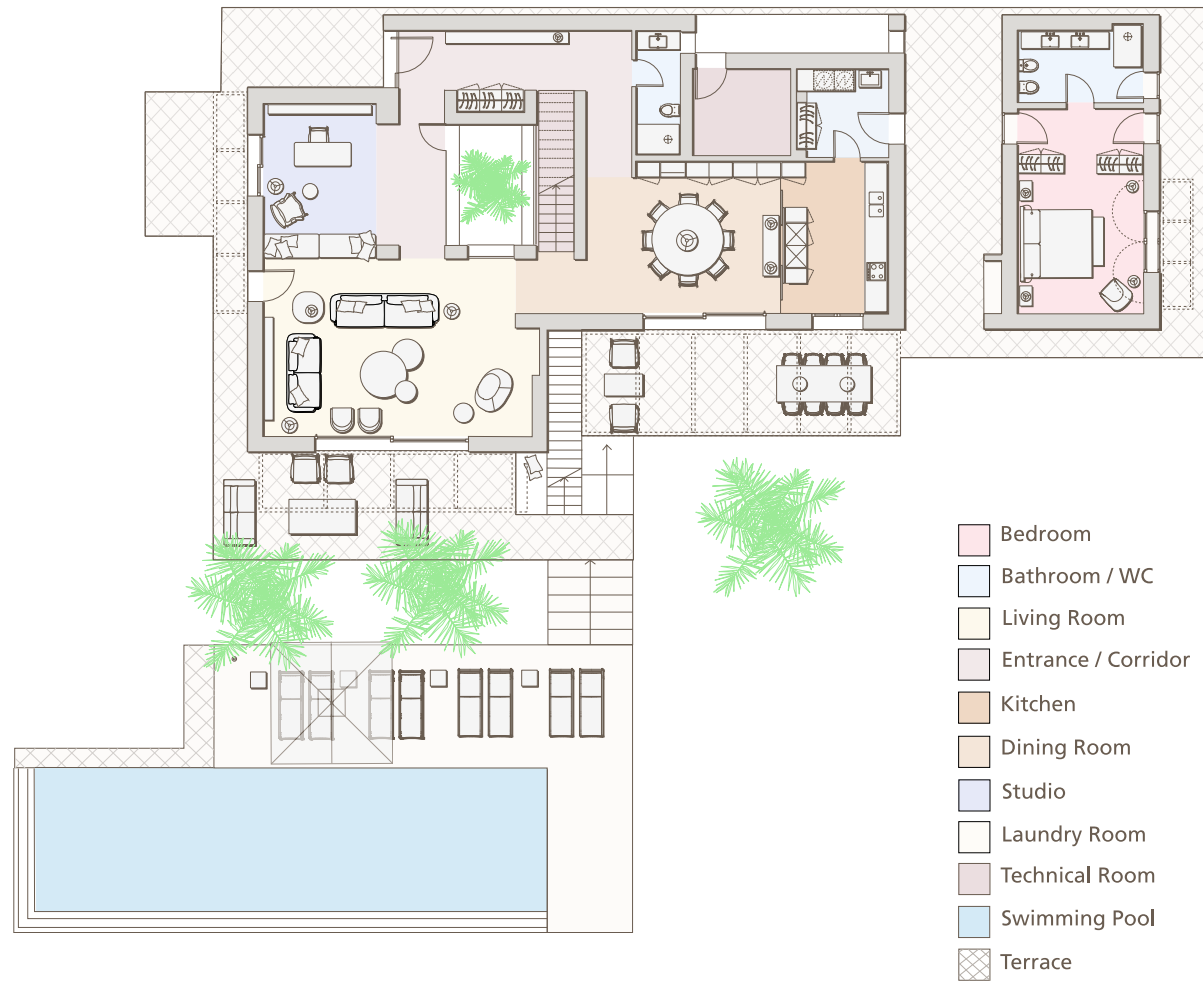 Bedroom
Bathroom / WC
Living Room
Entrance / Corridor
Kitchen
Dining Room
Studio
Laundry Room
Technical Room
Swimming Pool
Terrace